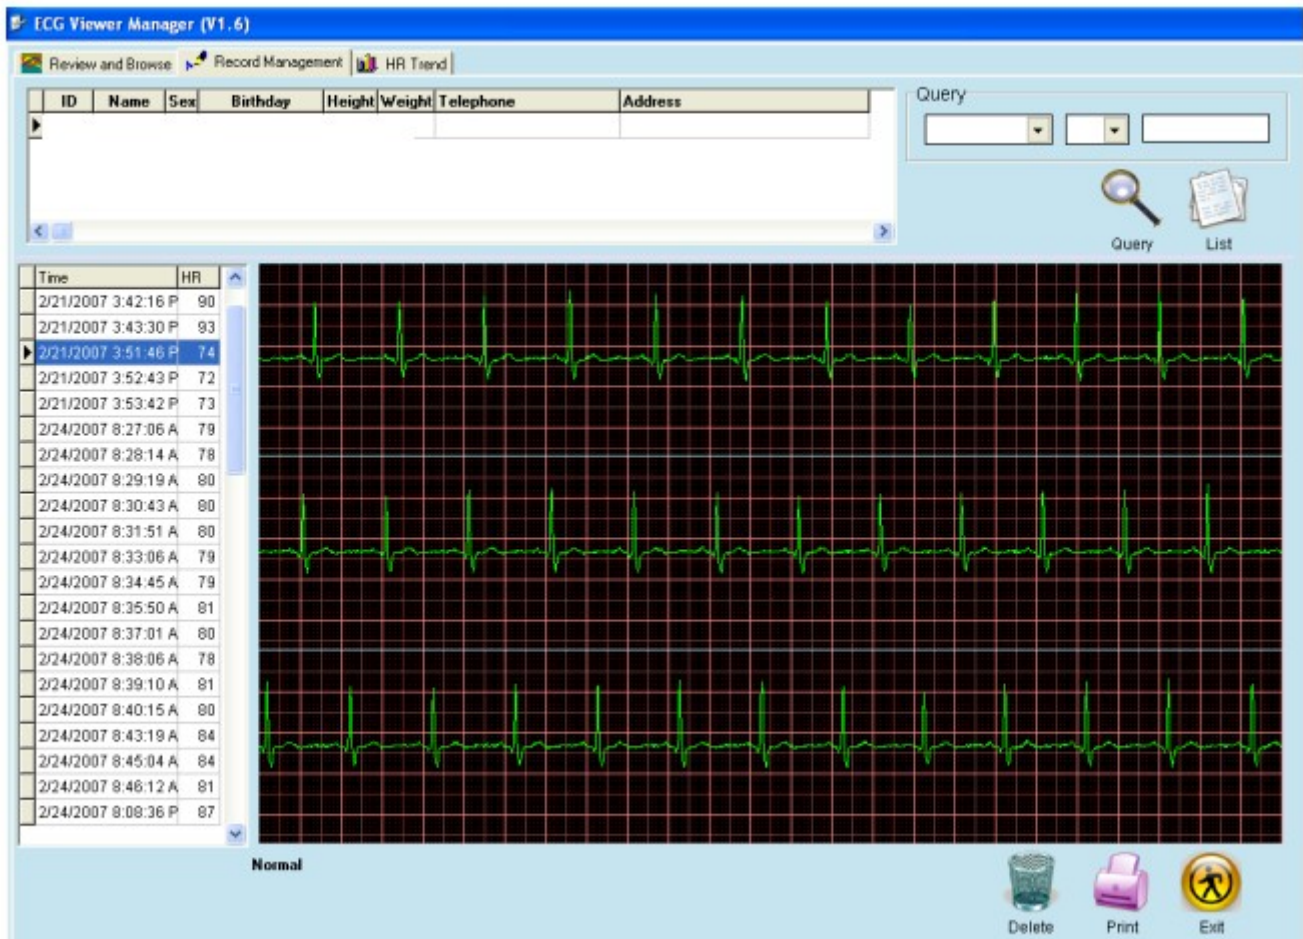 ECG Viewer Manager (V1.6)
Review and Browse Record Management HR Trend
ID Name Sex Birthday Height Weight Telephone Address
Query
Query List
Time HR
2/21/2007 3:42:16 P 90
2/21/2007 3:43:30 P 93
2/21/2007 3:51:46 P 74
2/21/2007 3:52:43 P 72
2/21/2007 3:53:42 P 73
2/24/2007 8:27:06 A 79
2/24/2007 8:28:14 A 78
2/24/2007 8:29:19 A 80
2/24/2007 8:30:43 A 80
2/24/2007 8:31:51 A 80
2/24/2007 8:33:06 A 79
2/24/2007 8:34:45 A 79
2/24/2007 8:35:50 A 81
2/24/2007 8:37:01 A 80
2/24/2007 8:38:06 A 78
2/24/2007 8:39:10 A 81
2/24/2007 8:40:15 A 80
2/24/2007 8:43:19 A 84
2/24/2007 8:45:04 A 84
2/24/2007 8:46:12 A 81
2/24/2007 8:08:36 P 87
Normal
Delete Print Exit